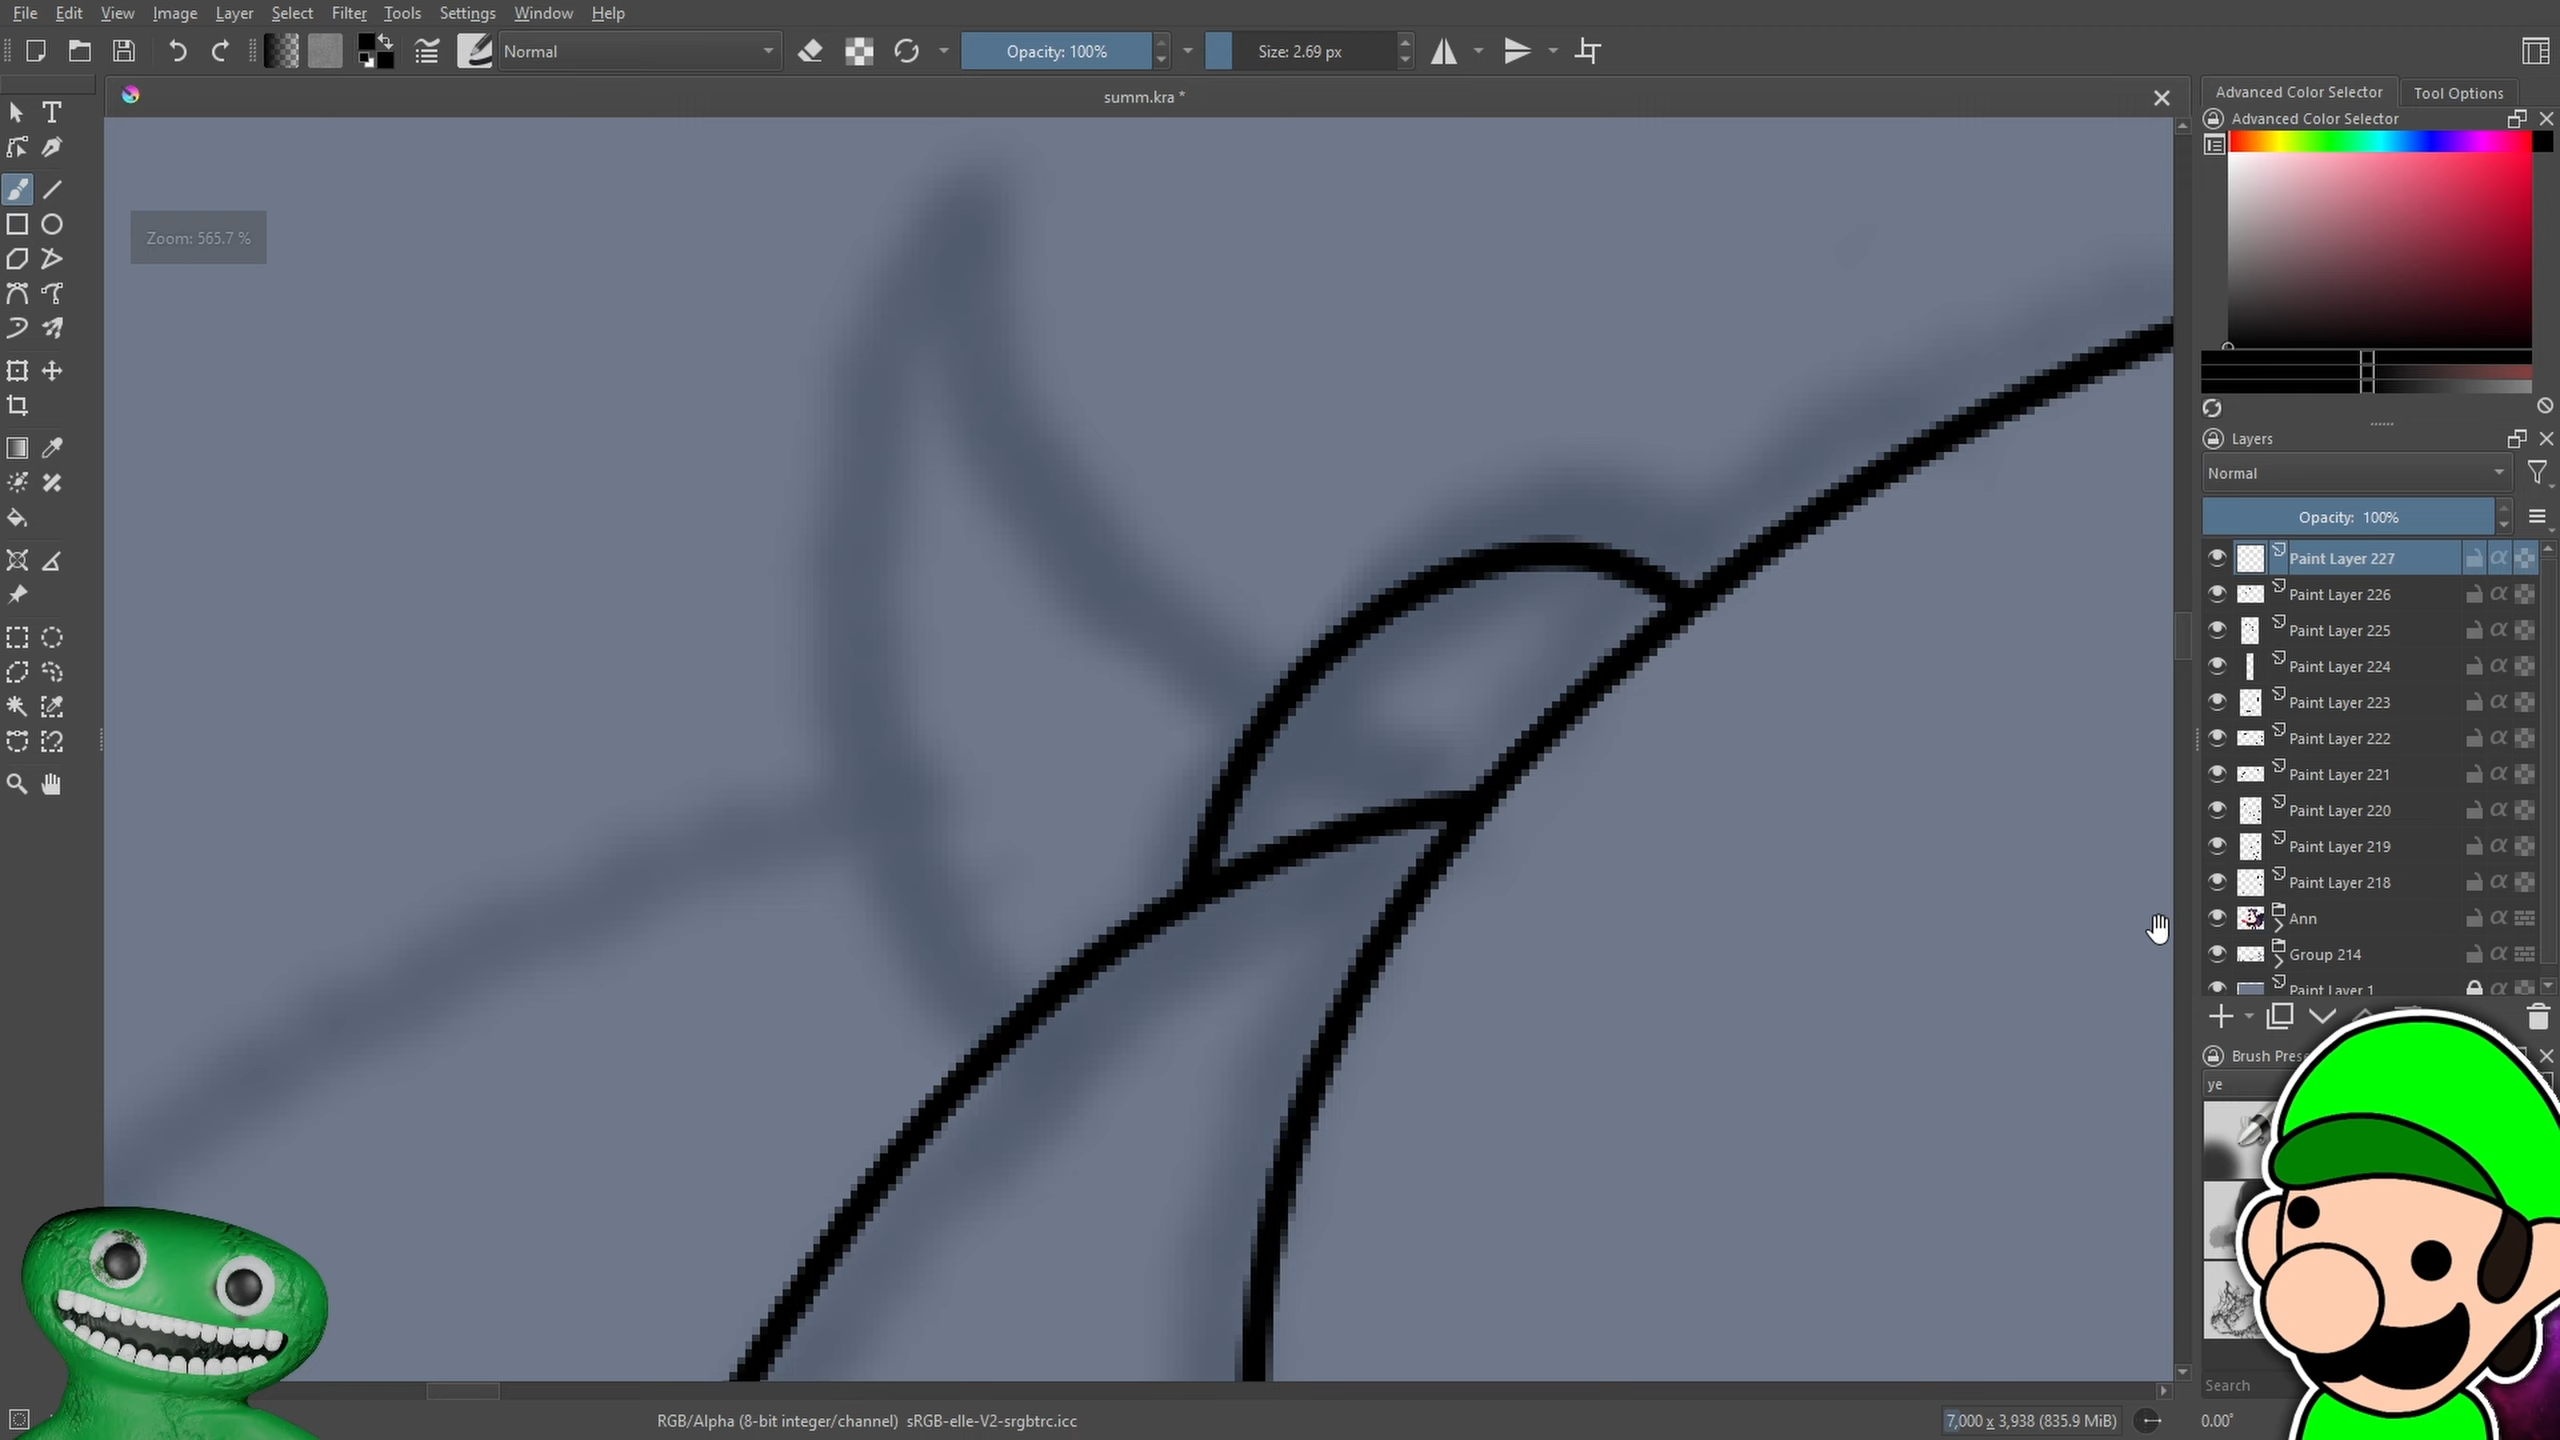 File Edit View Image Layer Select Filter Tools Settings Window Help
Normal
Opacity: 100%
Size: 2.69 px
summ.kra *
Advanced Color Selector
Tool Options
Advanced Color Selector
Zoom: 565.7 %
Layers
Normal
Opacity: 100%
Paint Layer 227
Paint Layer 226
Paint Layer 225
Paint Layer 224
Paint Layer 223
Paint Layer 222
Paint Layer 221
Paint Layer 220
Paint Layer 219
Paint Layer 218
Ann
Group 214
Paint Layer 1
Brush Pres
ye
Search
RGB/Alpha (8-bit integer/channel) sRGB-elle-V2-srgbtrc.icc
7,000 x 3,938 (835.9 MiB)
0.00°